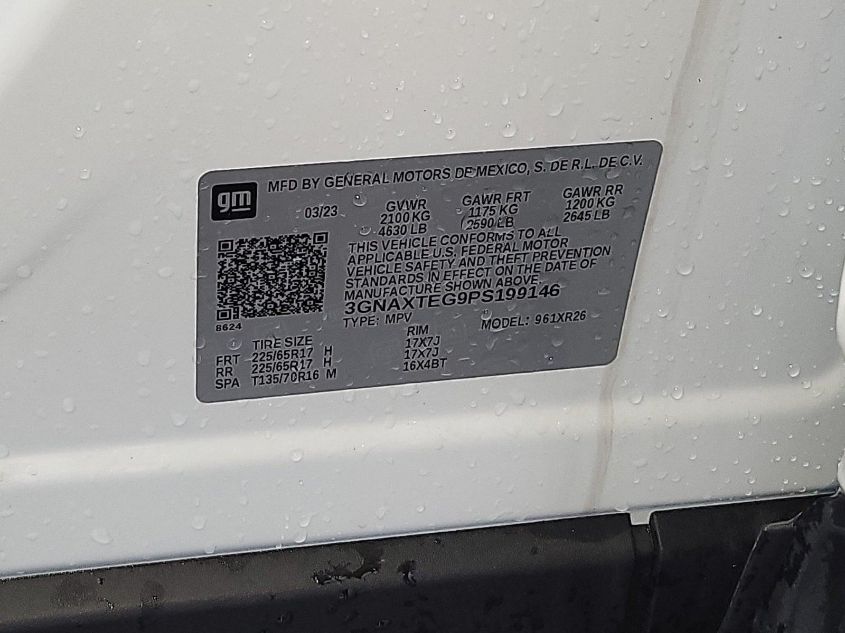 gm
MFD BY GENERAL MOTORS DE MEXICO, S. DE R.L. DE C.V.
03/23 GVWR GAWR FRT GAWR RR
2100 KG 1175 KG 1200 KG
4630 LB 2590 LB 2645 LB
THIS VEHICLE CONFORMS TO ALL
APPLICABLE U.S. FEDERAL MOTOR
VEHICLE SAFETY AND THEFT PREVENTION
STANDARDS IN EFFECT ON THE DATE OF
MANUFACTURE SHOWN ABOVE.
3GNAXTEG9PS199146
8624
TYPE: MPV MODEL: 961XR26
TIRE SIZE RIM
FRT 225/65R17 H 17X7J
RR 225/65R17 H 17X7J
SPA T135/70R16 M 16X4BT